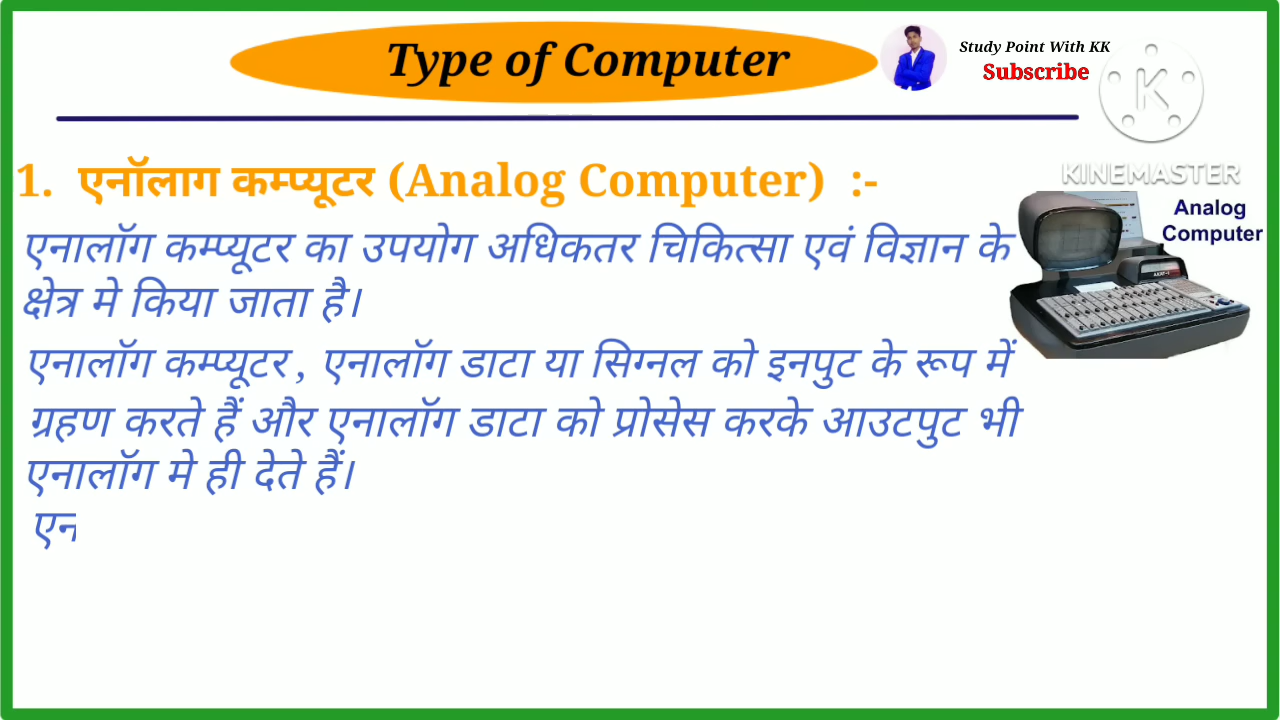 Type of Computer
Study Point With KK
Subscribe
K
KINEMASTER
1. एनॉलाग कम्प्यूटर (Analog Computer) :-
Analog
Computer
एनालॉग कम्प्यूटर का उपयोग अधिकतर चिकित्सा एवं विज्ञान के
क्षेत्र मे किया जाता है।
एनालॉग कम्प्यूटर, एनालॉग डाटा या सिग्नल को इनपुट के रूप में
ग्रहण करते हैं और एनालॉग डाटा को प्रोसेस करके आउटपुट भी
एनालॉग मे ही देते हैं।
एन